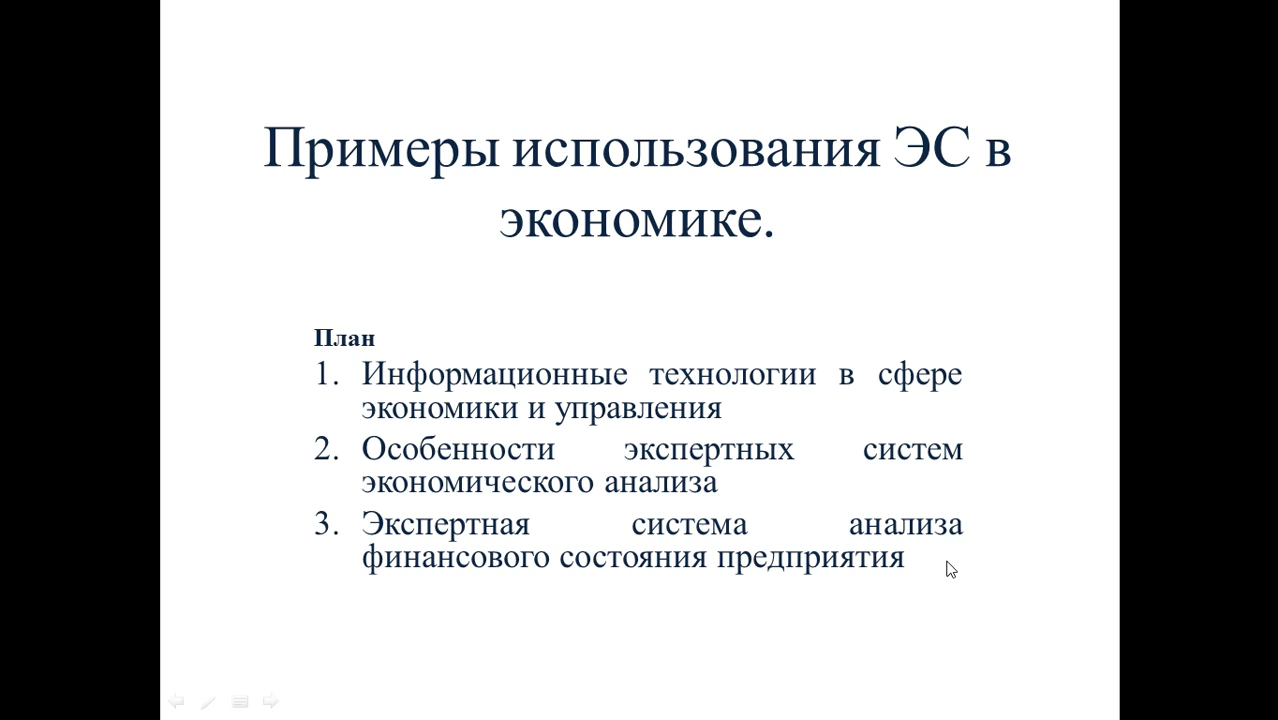 Примеры использования ЭС в
экономике.
План
1. Информационные технологии в сфере
экономики и управления
2. Особенности экспертных систем
экономического анализа
3. Экспертная система анализа
финансового состояния предприятия